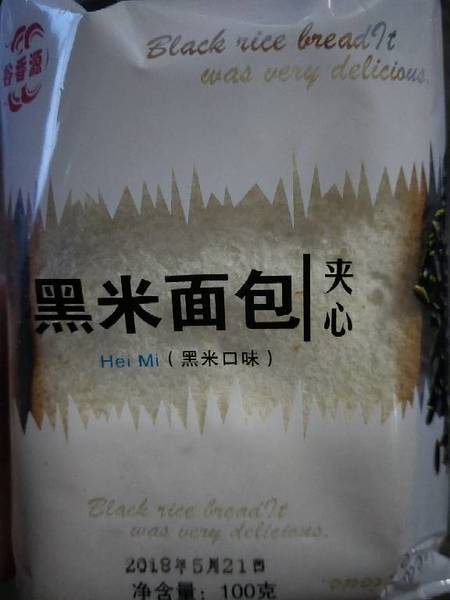 谷香源
Black rice breadIt
was very delicious.
黑米面包
夹心
Hei Mi（黑米口味）
Black rice breadIt
was very delicious.
2018年5月21日
净含量：100克